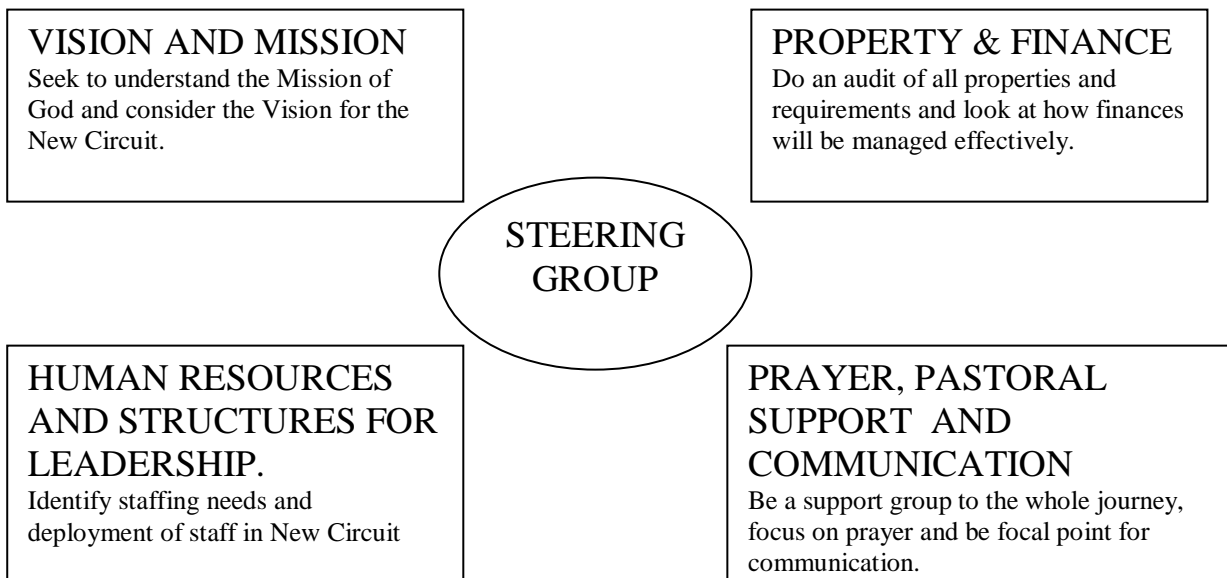 VISION AND MISSION
Seek to understand the Mission of
God and consider the Vision for the
New Circuit.
PROPERTY & FINANCE
Do an audit of all properties and
requirements and look at how finances
will be managed effectively.
STEERING
GROUP
HUMAN RESOURCES
AND STRUCTURES FOR
LEADERSHIP.
Identify staffing needs and
deployment of staff in New Circuit
PRAYER, PASTORAL
SUPPORT AND
COMMUNICATION
Be a support group to the whole journey,
focus on prayer and be focal point for
communication.